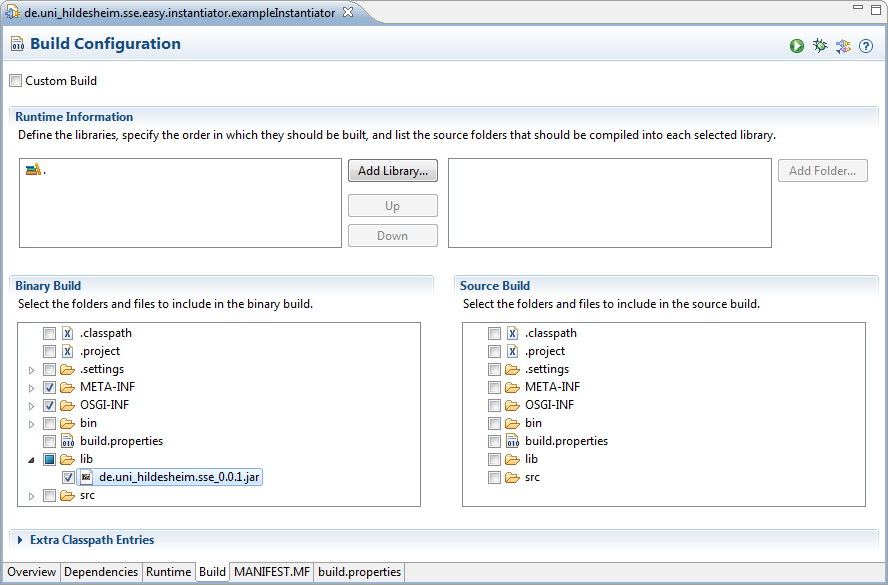 de.uni_hildesheim.sse.easy.instantiator.exampleInstantiator
Build Configuration
Custom Build
Runtime Information
Define the libraries, specify the order in which they should be built, and list the source folders that should be compiled into each selected library.
.
Add Library...
Add Folder...
Up
Down
Binary Build
Select the folders and files to include in the binary build.
.classpath
.project
.settings
META-INF
OSGI-INF
bin
build.properties
lib
de.uni_hildesheim.sse_0.0.1.jar
src
Source Build
Select the folders and files to include in the source build.
.classpath
.project
.settings
META-INF
OSGI-INF
bin
build.properties
lib
src
Extra Classpath Entries
Overview Dependencies Runtime Build MANIFEST.MF build.properties